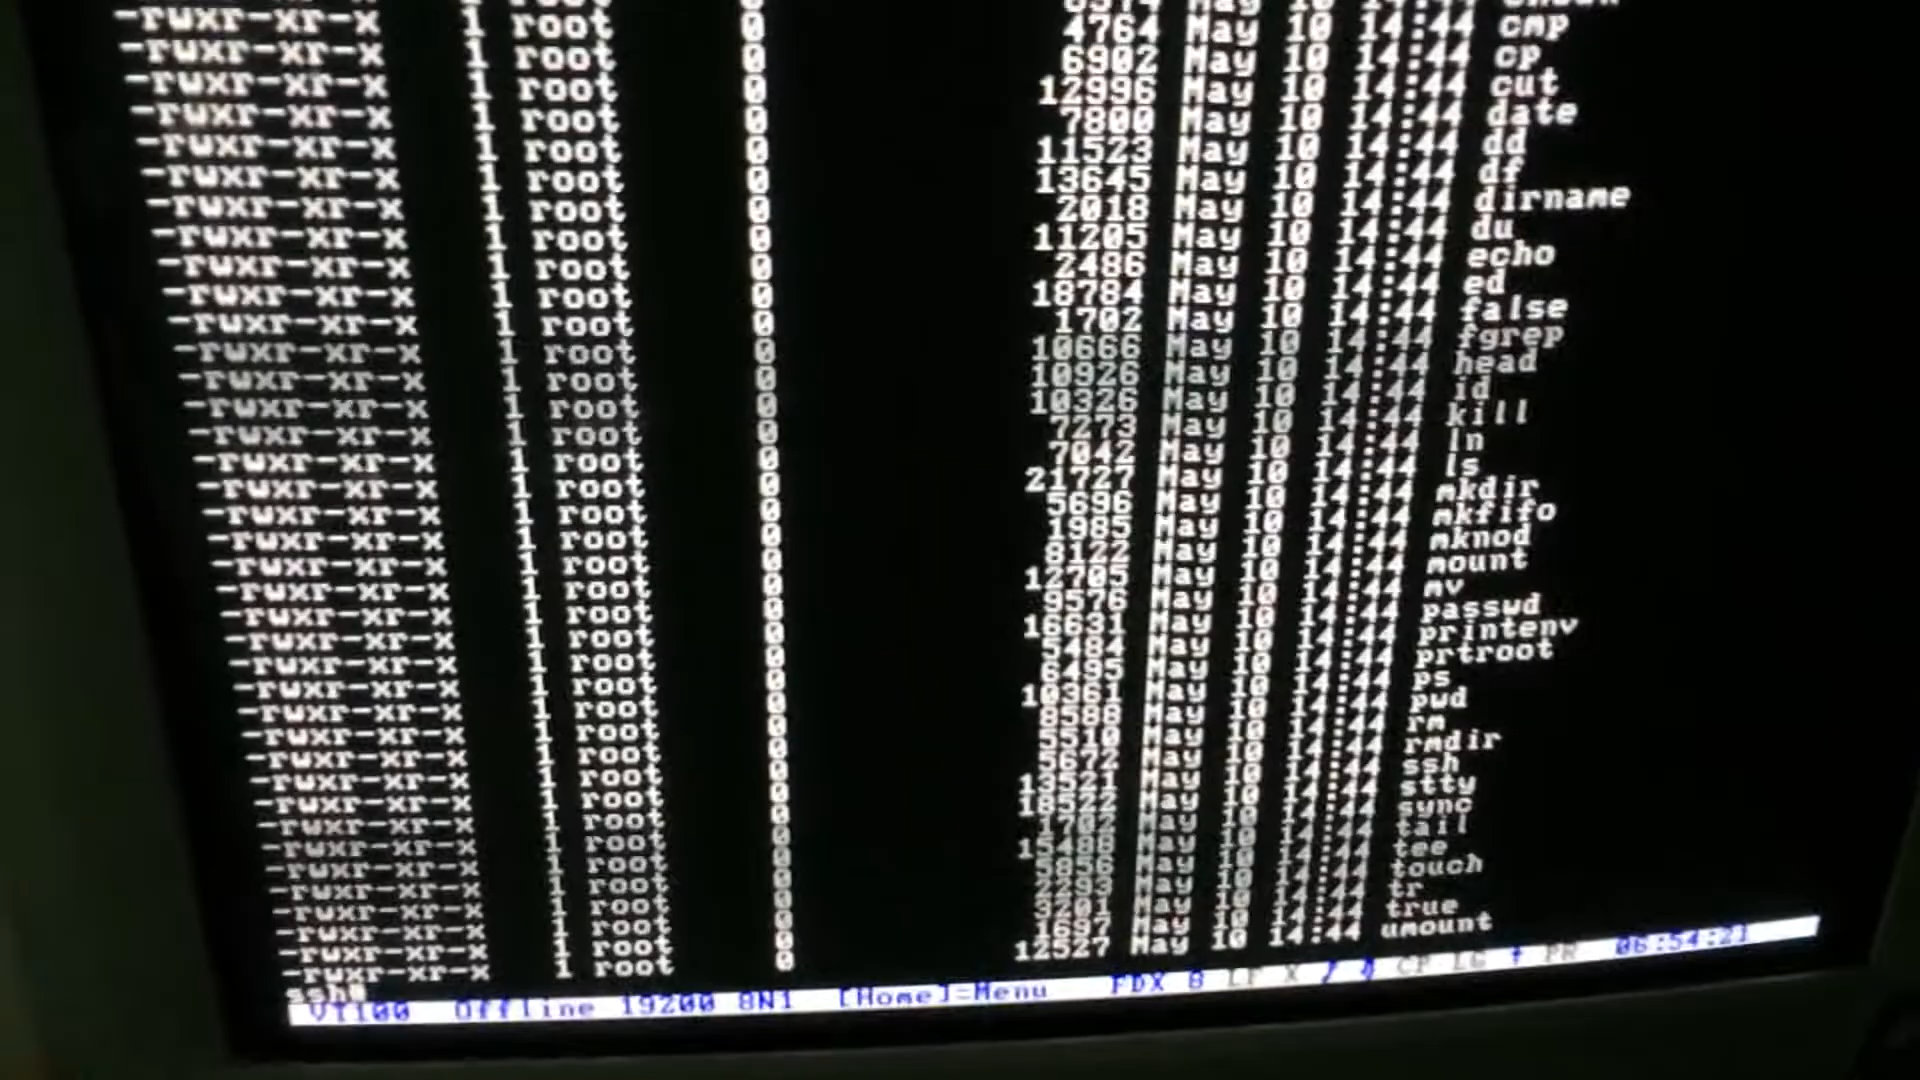 -rwxr-xr-x 1 root 0 4764 May 10 14:44 cmp
-rwxr-xr-x 1 root 0 6902 May 10 14:44 cp
-rwxr-xr-x 1 root 0 12996 May 10 14:44 cut
-rwxr-xr-x 1 root 0 7800 May 10 14:44 date
-rwxr-xr-x 1 root 0 11523 May 10 14:44 dd
-rwxr-xr-x 1 root 0 13645 May 10 14:44 df
-rwxr-xr-x 1 root 0 2018 May 10 14:44 dirname
-rwxr-xr-x 1 root 0 11205 May 10 14:44 du
-rwxr-xr-x 1 root 0 2486 May 10 14:44 echo
-rwxr-xr-x 1 root 0 18784 May 10 14:44 ed
-rwxr-xr-x 1 root 0 1702 May 10 14:44 false
-rwxr-xr-x 1 root 0 10666 May 10 14:44 fgrep
-rwxr-xr-x 1 root 0 10926 May 10 14:44 head
-rwxr-xr-x 1 root 0 10326 May 10 14:44 id
-rwxr-xr-x 1 root 0 7273 May 10 14:44 kill
-rwxr-xr-x 1 root 0 7042 May 10 14:44 ln
-rwxr-xr-x 1 root 0 21727 May 10 14:44 ls
-rwxr-xr-x 1 root 0 5696 May 10 14:44 mkdir
-rwxr-xr-x 1 root 0 1985 May 10 14:44 mkfifo
-rwxr-xr-x 1 root 0 8122 May 10 14:44 mknod
-rwxr-xr-x 1 root 0 12705 May 10 14:44 mount
-rwxr-xr-x 1 root 0 9576 May 10 14:44 mv
-rwxr-xr-x 1 root 0 16631 May 10 14:44 passwd
-rwxr-xr-x 1 root 0 5484 May 10 14:44 printenv
-rwxr-xr-x 1 root 0 6495 May 10 14:44 prtroot
-rwxr-xr-x 1 root 0 10361 May 10 14:44 ps
-rwxr-xr-x 1 root 0 8588 May 10 14:44 pwd
-rwxr-xr-x 1 root 0 5510 May 10 14:44 rm
-rwxr-xr-x 1 root 0 5672 May 10 14:44 rmdir
-rwxr-xr-x 1 root 0 13521 May 10 14:44 ssh
-rwxr-xr-x 1 root 0 18522 May 10 14:44 stty
-rwxr-xr-x 1 root 0 1702 May 10 14:44 sync
-rwxr-xr-x 1 root 0 15488 May 10 14:44 tail
-rwxr-xr-x 1 root 0 5856 May 10 14:44 tee
-rwxr-xr-x 1 root 0 2293 May 10 14:44 touch
-rwxr-xr-x 1 root 0 3201 May 10 14:44 tr
-rwxr-xr-x 1 root 0 1697 May 10 14:44 true
-rwxr-xr-x 1 root 0 12527 May 10 14:44 umount
ssh#
VT100 Offline 19200 8N1 [Home]=Menu FDX 8 LF X CP LG ↑ PR 06:54:21